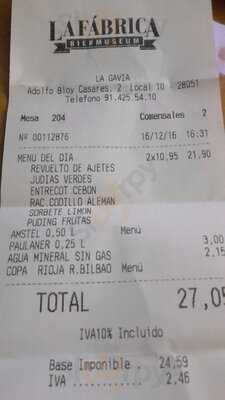 LA FÁBRICA
BIERMUSEUM
LA GAVIA
Adolfo Bioy Casares, 2 Local 10 - 28051
Telefono 91.425.54.10
Mesa 204 Comensales 2
Nº 00112876 16/12/16 16:31
MENU DEL DIA 2x10,95 21,90
REVUELTO DE AJETES
JUDIAS VERDES
ENTRECOT CEBON
RAC.CODILLO ALEMAN
SORBETE LIMON
PUDING FRUTAS
AMSTEL 0,50 L Menú
PAULANER 0,25 L 3,00
AGUA MINERAL SIN GAS 2,15
COPA RIOJA R.BILBAO Menú
TOTAL 27,05
IVA10% Incluido
Base Imponible . 24.59
IVA . 2.46